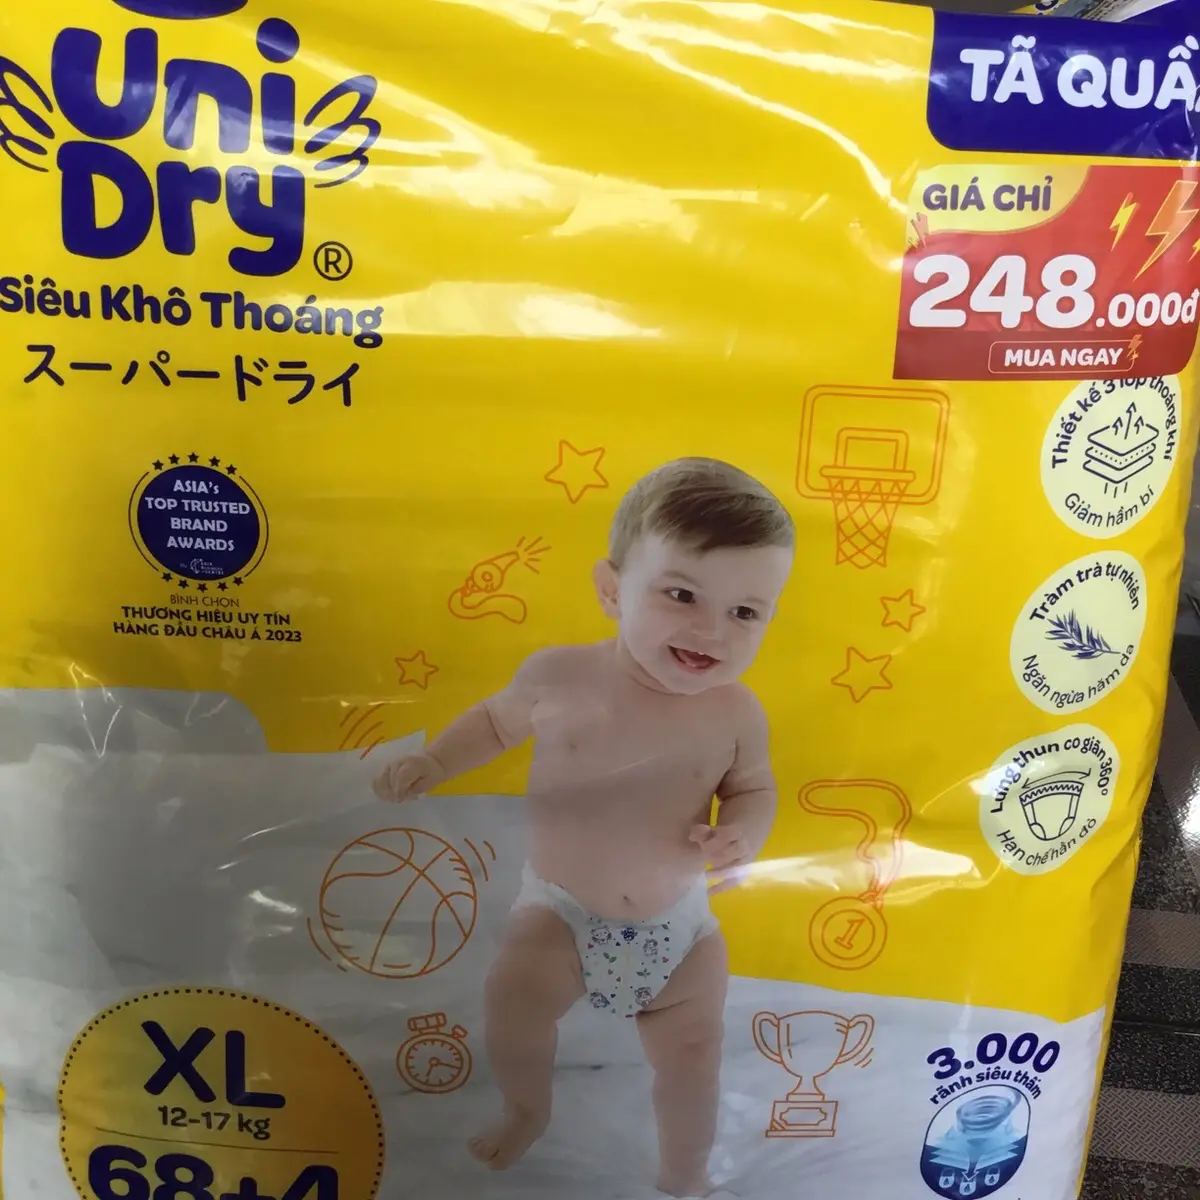 Uni
Dry®
Siêu Khô Thoáng
スーパードライ
TÃ QUẦ
GIÁ CHỈ
248.000đ
MUA NGAY
ASIA's
TOP TRUSTED
BRAND
AWARDS
BÌNH CHỌN
THƯƠNG HIỆU UY TÍN
HÀNG ĐẦU CHÂU Á 2023
Thiết kế 3 lớp thoáng khí
Giảm hầm bí
Tràm trà tự nhiên
Ngăn ngừa hăm da
Lưng thun co giãn 360°
Hạn chế hằn đỏ
XL
12-17 kg
68+4
3.000
rãnh siêu thấm